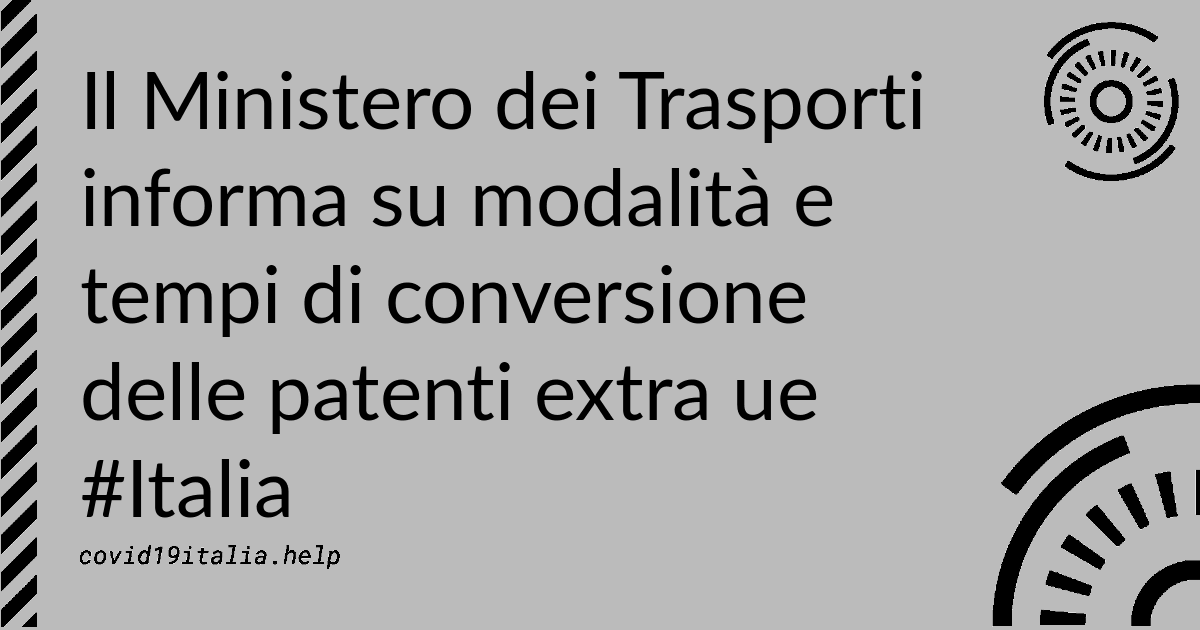 Il Ministero dei Trasporti
informa su modalità e
tempi di conversione
delle patenti extra ue
#Italia
covid19italia.help